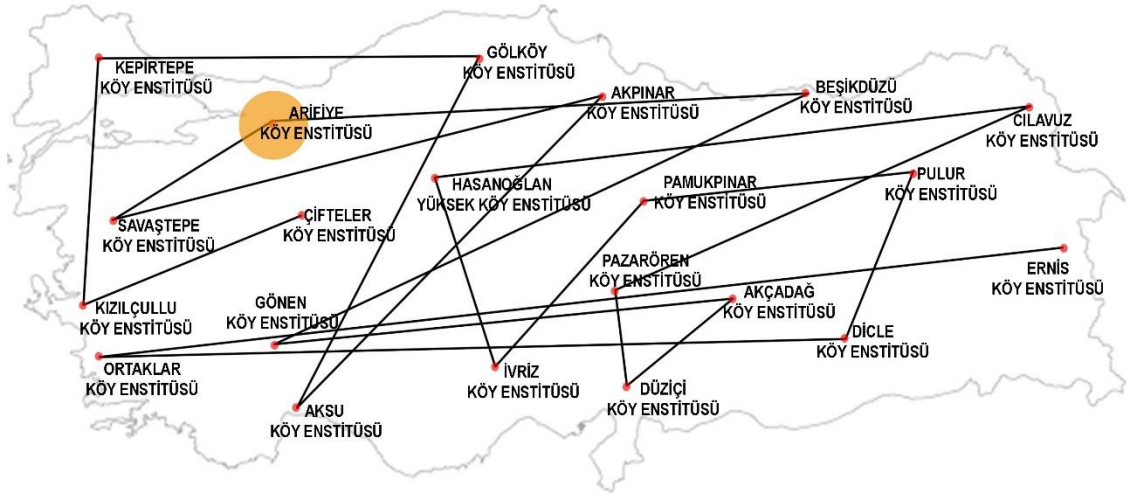 KEPİRTEPE
KÖY ENSTİTÜSÜ
GÖLKÖY
KÖY ENSTİTÜSÜ
ARİFİYE
KÖY ENSTİTÜSÜ
AKPINAR
KÖY ENSTİTÜSÜ
BEŞİKDÜZÜ
KÖY ENSTİTÜSÜ
CILAVUZ
KÖY ENSTİTÜSÜ
HASANOĞLAN
YÜKSEK KÖY ENSTİTÜSÜ
PAMUKPINAR
KÖY ENSTİTÜSÜ
PULUR
KÖY ENSTİTÜSÜ
SAVAŞTEPE
KÖY ENSTİTÜSÜ
ÇİFTELER
KÖY ENSTİTÜSÜ
PAZARÖREN
KÖY ENSTİTÜSÜ
ERNİS
KÖY ENSTİTÜSÜ
KIZILÇULLU
KÖY ENSTİTÜSÜ
GÖNEN
KÖY ENSTİTÜSÜ
AKÇADAĞ
KÖY ENSTİTÜSÜ
DİCLE
KÖY ENSTİTÜSÜ
ORTAKLAR
KÖY ENSTİTÜSÜ
İVRİZ
KÖY ENSTİTÜSÜ
DÜZİÇİ
KÖY ENSTİTÜSÜ
AKSU
KÖY ENSTİTÜSÜ